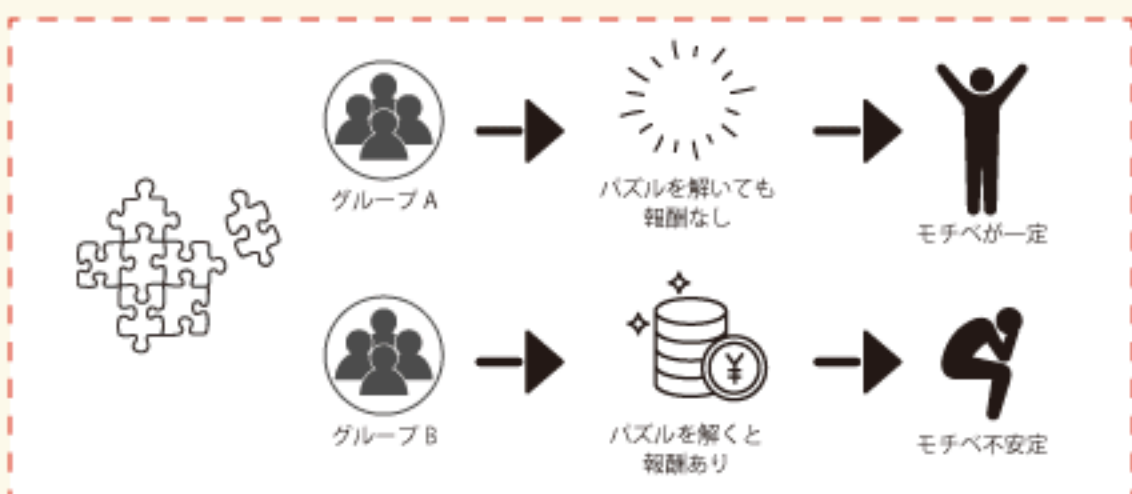 グループ A
パズルを解いても
報酬なし
モチベが一定
グループ B
¥
パズルを解くと
報酬あり
モチベ不安定